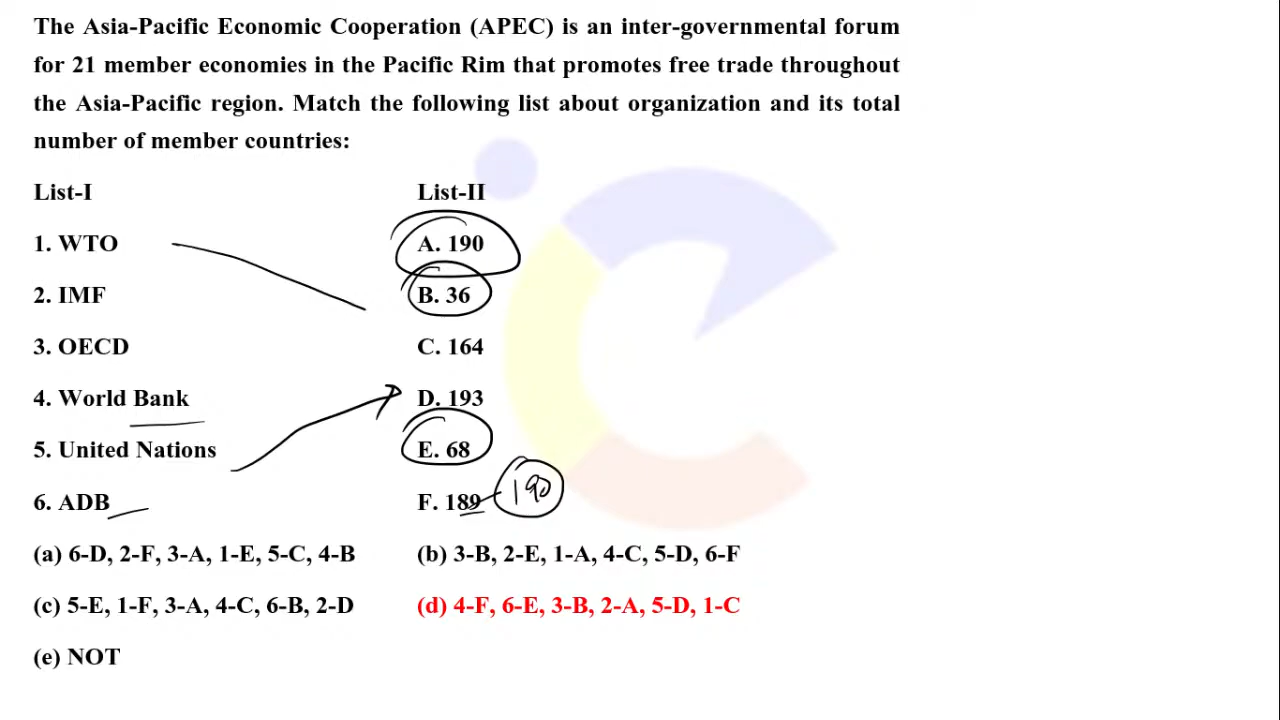 The Asia-Pacific Economic Cooperation (APEC) is an inter-governmental forum
for 21 member economies in the Pacific Rim that promotes free trade throughout
the Asia-Pacific region. Match the following list about organization and its total
number of member countries:
List-I List-II
1. WTO A. 190
2. IMF B. 36
3. OECD C. 164
4. World Bank D. 193
5. United Nations E. 68
6. ADB F. 189 190
(a) 6-D, 2-F, 3-A, 1-E, 5-C, 4-B (b) 3-B, 2-E, 1-A, 4-C, 5-D, 6-F
(c) 5-E, 1-F, 3-A, 4-C, 6-B, 2-D (d) 4-F, 6-E, 3-B, 2-A, 5-D, 1-C
(e) NOT